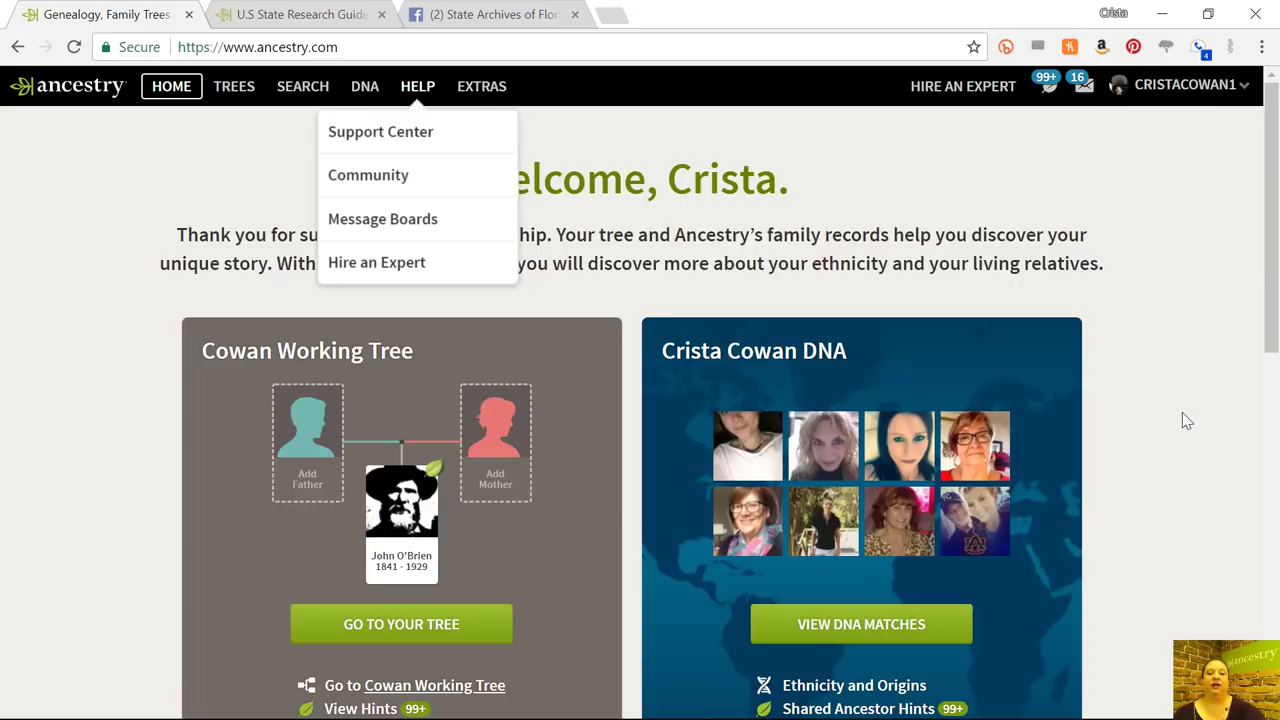 Genealogy, Family Trees
U.S State Research Guide
(2) State Archives of Flor
Crista
Secure
https://www.ancestry.com
4
ancestry
HOME
TREES
SEARCH
DNA
HELP
EXTRAS
HIRE AN EXPERT
99+
16
CRISTACOWAN1
Support Center
Community
Message Boards
Hire an Expert
elcome, Crista.
Thank you for su
hip. Your tree and Ancestry's family records help you discover your
unique story. With
you will discover more about your ethnicity and your living relatives.
Cowan Working Tree
Add
Father
Add
Mother
John O'Brien
1841 - 1929
GO TO YOUR TREE
Go to Cowan Working Tree
View Hints 99+
Crista Cowan DNA
VIEW DNA MATCHES
Ethnicity and Origins
Shared Ancestor Hints 99+
ancestry